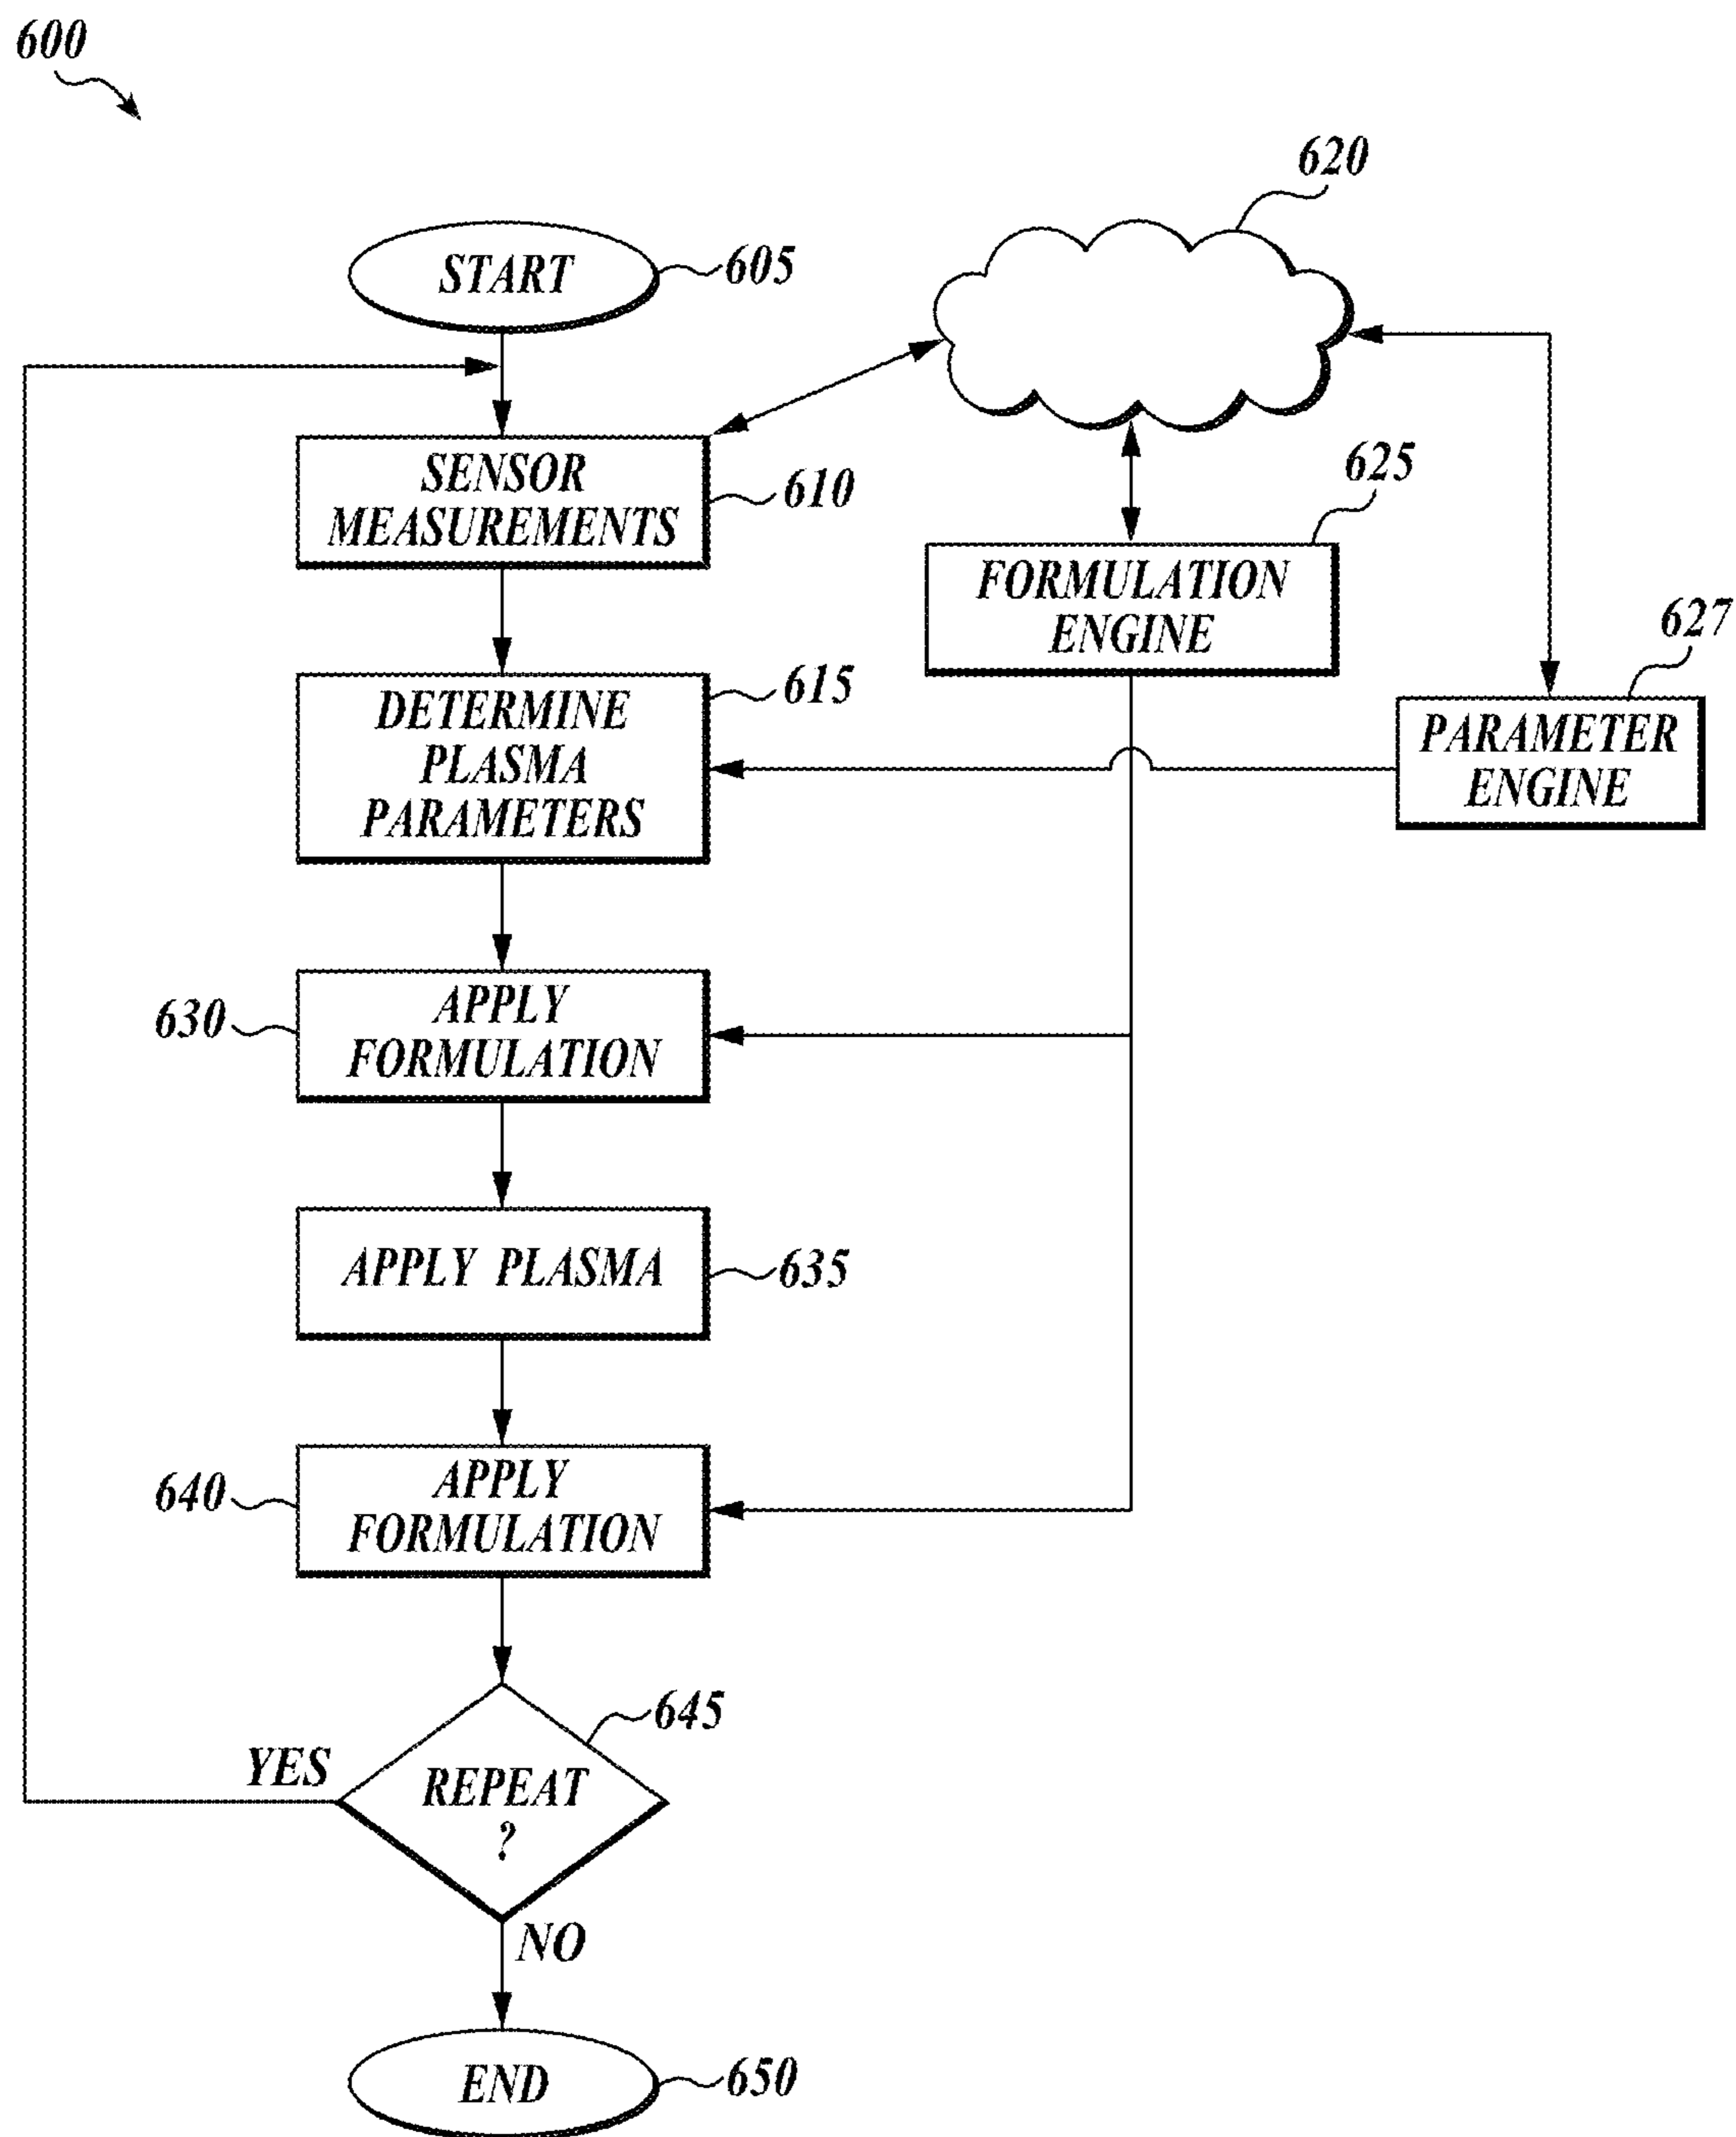 600
620
START
605
SENSOR
MEASUREMENTS
610
625
FORMULATION
ENGINE
627
DETERMINE
PLASMA
PARAMETERS
615
PARAMETER
ENGINE
630
APPLY
FORMULATION
APPLY PLASMA
635
640
APPLY
FORMULATION
645
YES
REPEAT
?
NO
END
650